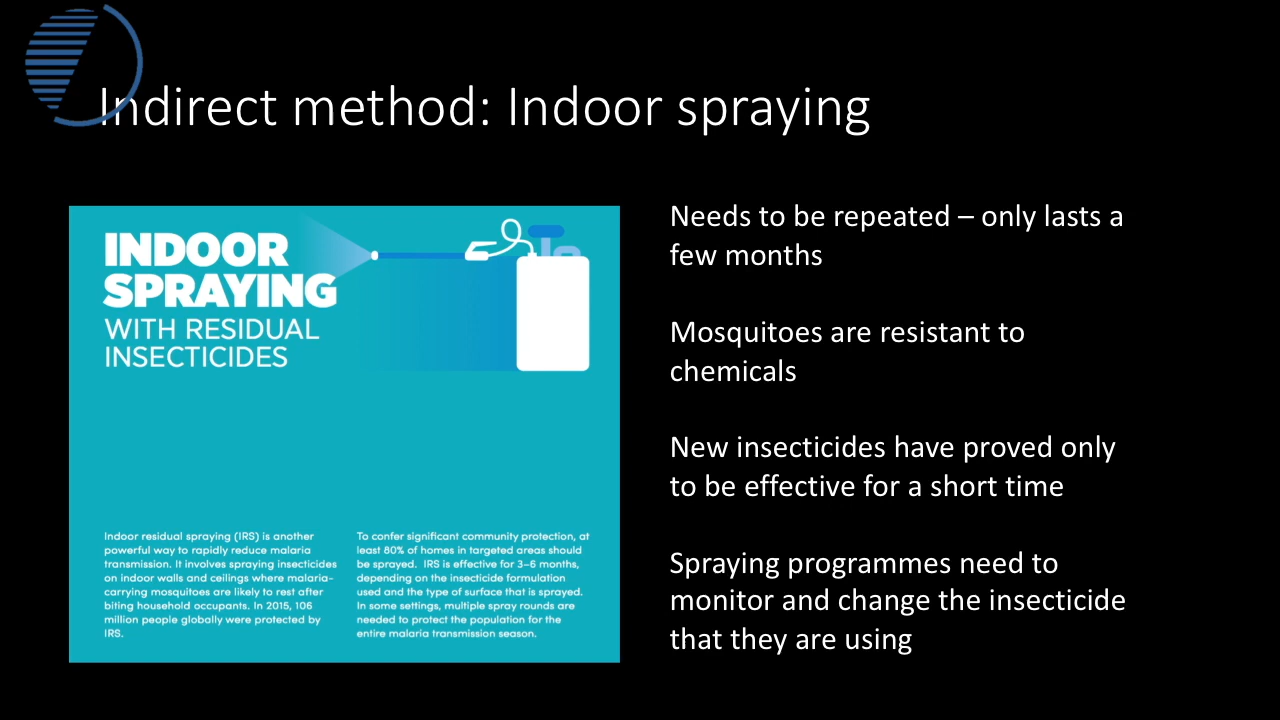 Indirect method: Indoor spraying
INDOOR
SPRAYING
WITH RESIDUAL
INSECTICIDES
Indoor residual spraying (IRS) is another
powerful way to rapidly reduce malaria
transmission. It involves spraying insecticides
on indoor walls and ceilings where malaria-
carrying mosquitoes are likely to rest after
biting household occupants. In 2015, 106
million people globally were protected by
IRS.
To confer significant community protection, at
least 80% of homes in targeted areas should
be sprayed.  IRS is effective for 3–6 months,
depending on the insecticide formulation
used and the type of surface that is sprayed.
In some settings, multiple spray rounds are
needed to protect the population for the
entire malaria transmission season.
Needs to be repeated – only lasts a
few months
Mosquitoes are resistant to
chemicals
New insecticides have proved only
to be effective for a short time
Spraying programmes need to
monitor and change the insecticide
that they are using